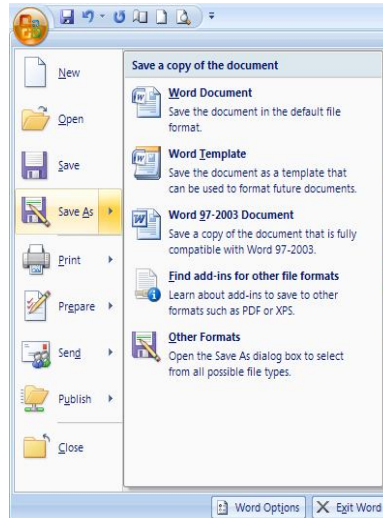 New
Open
Save
Save As
Print
Prepare
Send
Publish
Close
Save a copy of the document
Word Document
Save the document in the default file
format.
Word Template
Save the document as a template that
can be used to format future documents.
Word 97-2003 Document
Save a copy of the document that is fully
compatible with Word 97-2003.
Find add-ins for other file formats
Learn about add-ins to save to other
formats such as PDF or XPS.
Other Formats
Open the Save As dialog box to select
from all possible file types.
Word Options
Exit Word